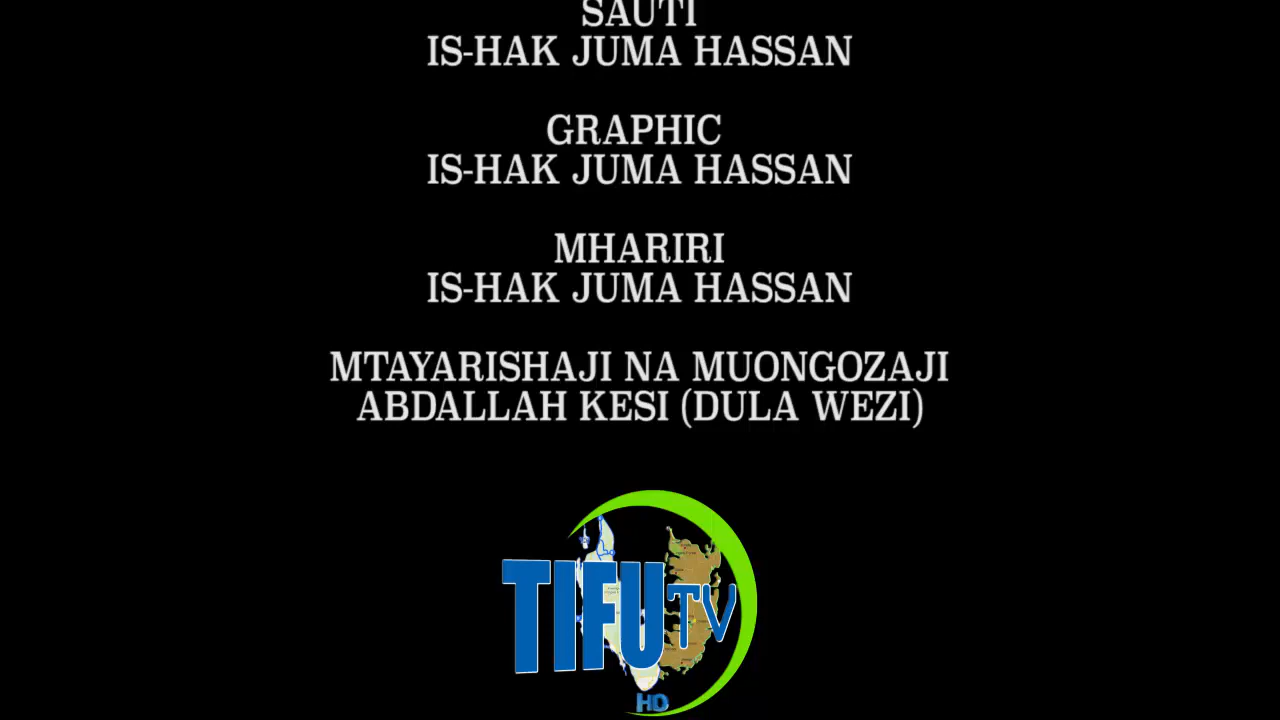 SAUTI
IS-HAK JUMA HASSAN
GRAPHIC
IS-HAK JUMA HASSAN
MHARIRI
IS-HAK JUMA HASSAN
MTAYARISHAJI NA MUONGOZAJI
ABDALLAH KESI (DULA WEZI)
TIFU TV
HD